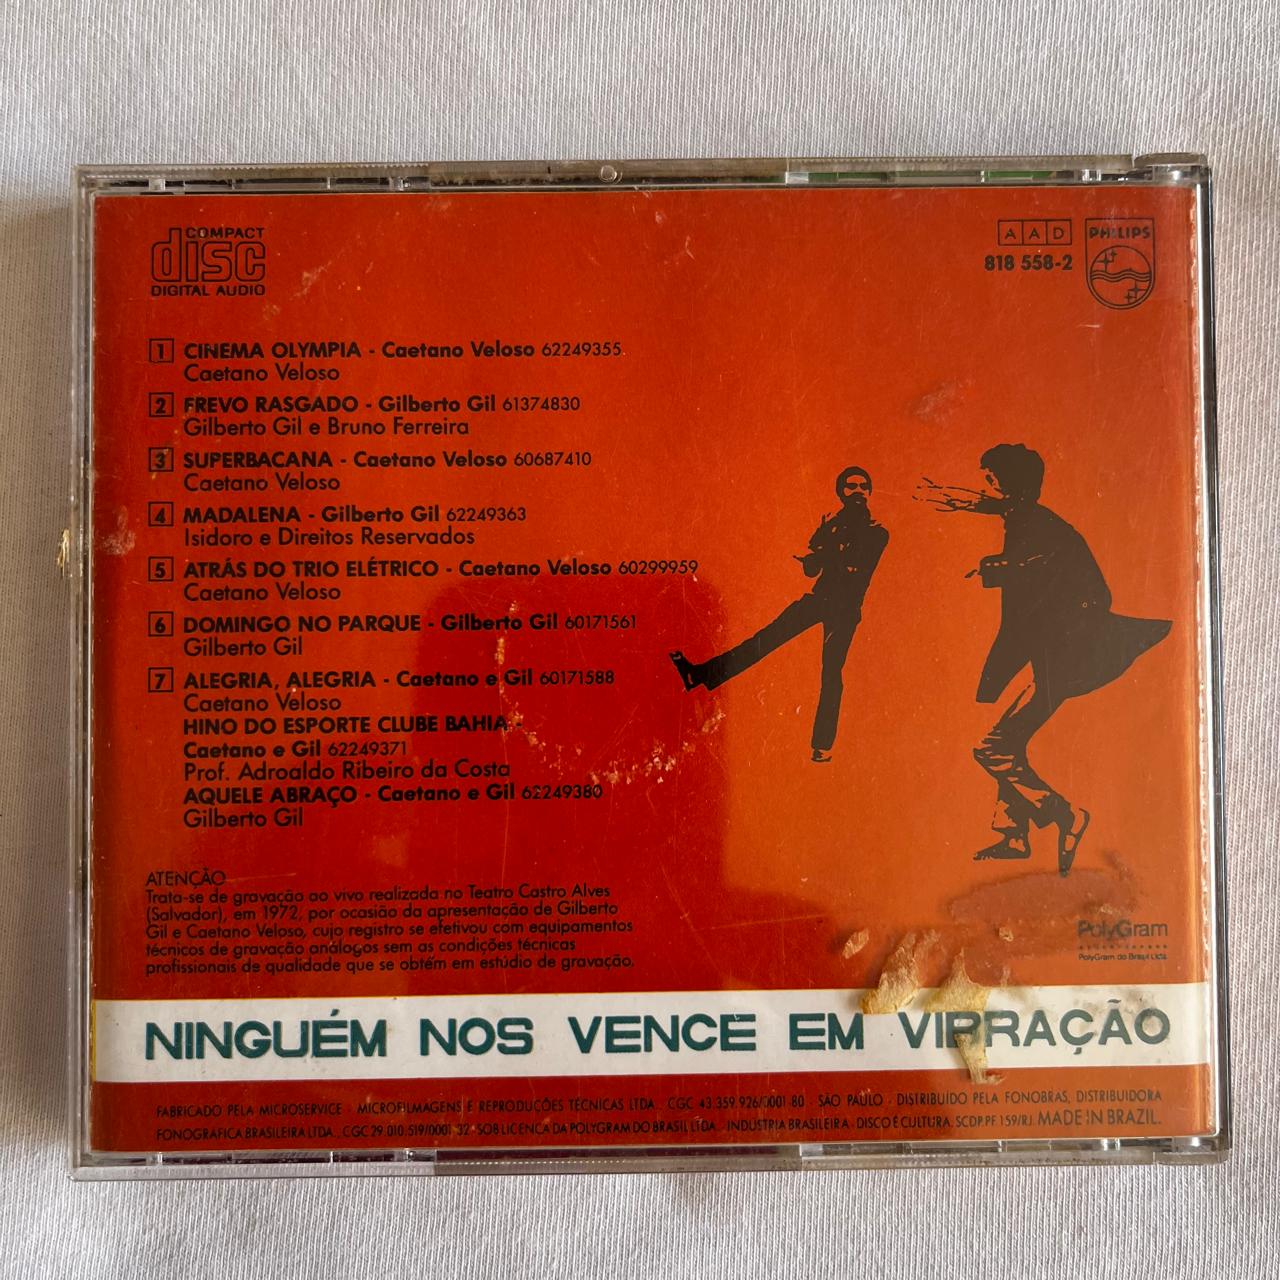 COMPACT
disc
DIGITAL AUDIO
AAD
818 558-2
PHILIPS
1 CINEMA OLYMPIA - Caetano Veloso 62249355
Caetano Veloso
2 FREVO RASGADO - Gilberto Gil 61374830
Gilberto Gil e Bruno Ferreira
3 SUPERBACANA - Caetano Veloso 60687410
Caetano Veloso
4 MADALENA - Gilberto Gil 62249363
Isidoro e Direitos Reservados
5 ATRÁS DO TRIO ELÉTRICO - Caetano Veloso 60299959
Caetano Veloso
6 DOMINGO NO PARQUE - Gilberto Gil 60171561
Gilberto Gil
7 ALEGRIA, ALEGRIA - Caetano e Gil 60171588
Caetano Veloso
HINO DO ESPORTE CLUBE BAHIA -
Caetano e Gil 62249371
Prof. Adroaldo Ribeiro da Costa
AQUELE ABRAÇO - Caetano e Gil 62249380
Gilberto Gil
ATENÇÃO
Trata-se de gravação ao vivo realizada no Teatro Castro Alves
(Salvador), em 1972, por ocasião da apresentação de Gilberto
Gil e Caetano Veloso, cujo registro se efetivou com equipamentos
técnicos de gravação análogos sem as condições técnicas
profissionais de qualidade que se obtém em estúdio de gravação.
PolyGram
PolyGram do Brasil Ltda.
NINGUÉM NOS VENCE EM VIBRAÇÃO
FABRICADO PELA MICROSERVICE - MICROFILMAGENS E REPRODUÇÕES TÉCNICAS LTDA., CGC 43.359.926/0001-80 - SÃO PAULO - DISTRIBUÍDO PELA FONOBRAS, DISTRIBUIDORA
FONOGRÁFICA BRASILEIRA LTDA., CGC 29.010.519/0001-32 - SOB LICENÇA DA POLYGRAM DO BRASIL LTDA. - INDÚSTRIA BRASILEIRA - DISCO É CULTURA. SCDP.PF 159/RJ. MADE IN BRAZIL.